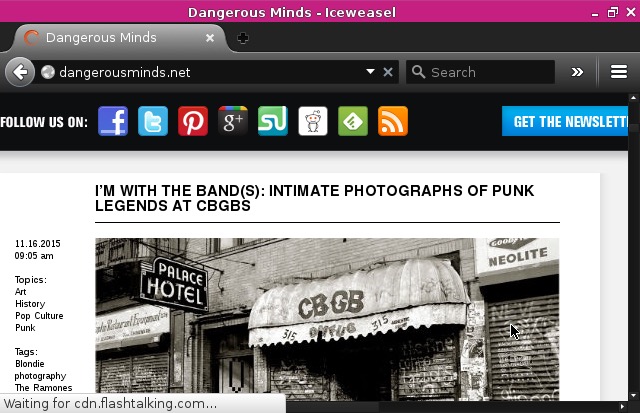 Dangerous Minds - Iceweasel
Dangerous Minds
dangerousminds.net
Search
FOLLOW US ON:
GET THE NEWSLETT
I'M WITH THE BAND(S): INTIMATE PHOTOGRAPHS OF PUNK
LEGENDS AT CBGBS
11.16.2015
09:05 am
Topics:
Art
History
Pop Culture
Punk
Tags:
Blondie
photography
The Ramones
PALACE
HOTEL
CBGB
315
OMFUG
315
GOODYEAR
NEOLITE
Waiting for cdn.flashtalking.com...